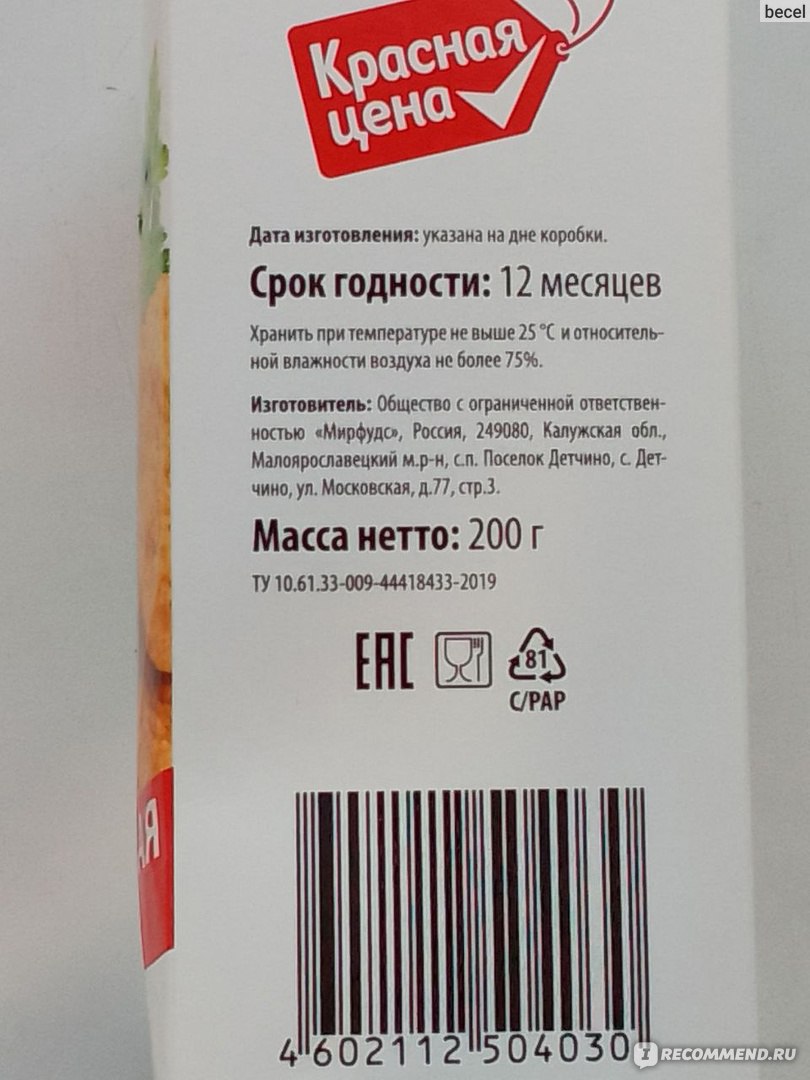 becel
Красная
цена
Дата изготовления: указана на дне коробки.
Срок годности: 12 месяцев
Хранить при температуре не выше 25 °С и относитель-
ной влажности воздуха не более 75%.
Изготовитель: Общество с ограниченной ответствен-
ностью «Мирфудс», Россия, 249080, Калужская обл.,
Малоярославецкий м.р-н, с.п. Поселок Детчино, с. Дет-
чино, ул. Московская, д.77, стр.3.
Масса нетто: 200 г
ТУ 10.61.33-009-44418433-2019
ЕАС
81
C/PAP
4 602112 504030
IRECOMMEND.RU